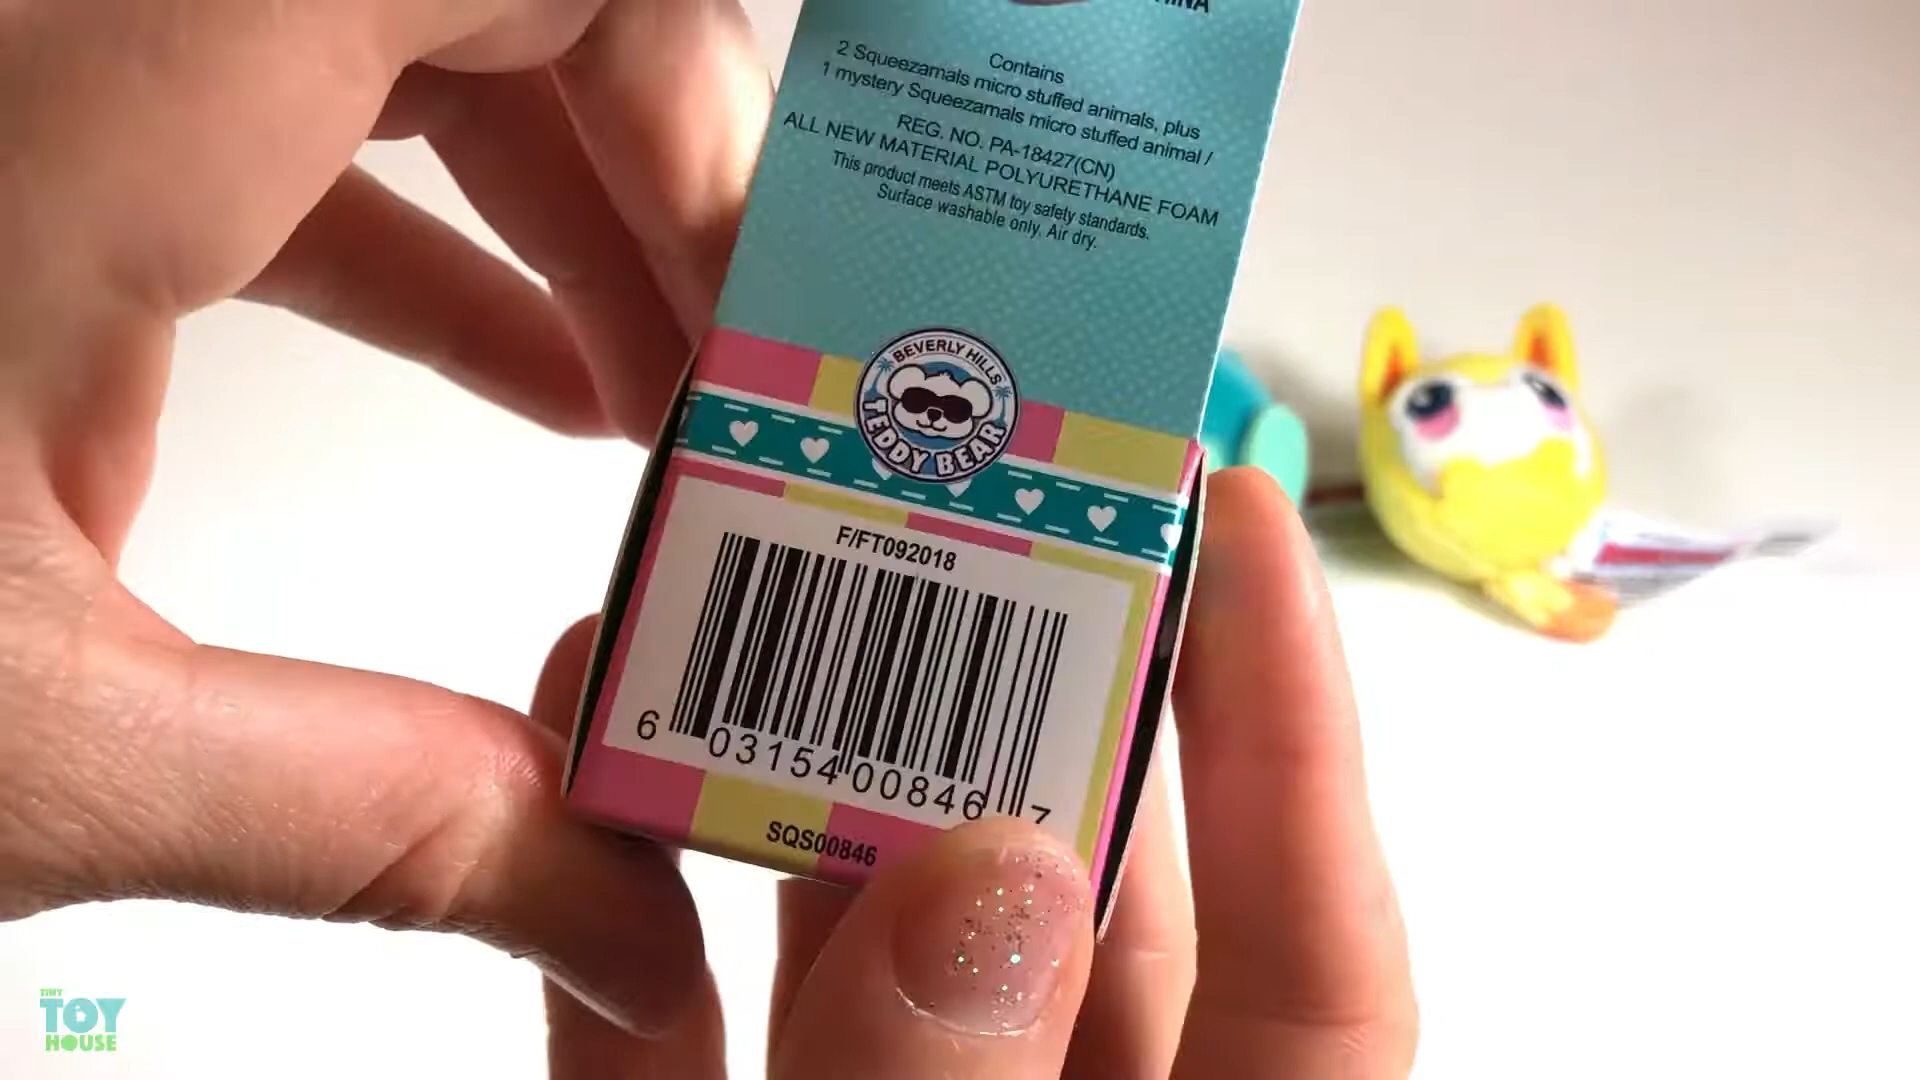 Contains
2 Squeezamals micro stuffed animals, plus
1 mystery Squeezamals micro stuffed animal /
REG. NO. PA-18427(CN)
ALL NEW MATERIAL POLYURETHANE FOAM
This product meets ASTM toy safety standards.
Surface washable only. Air dry.
BEVERLY HILLS
TEDDY BEAR
F/FT092018
6 03154 00846 7
SQS00846
TINY
TOY
HOUSE